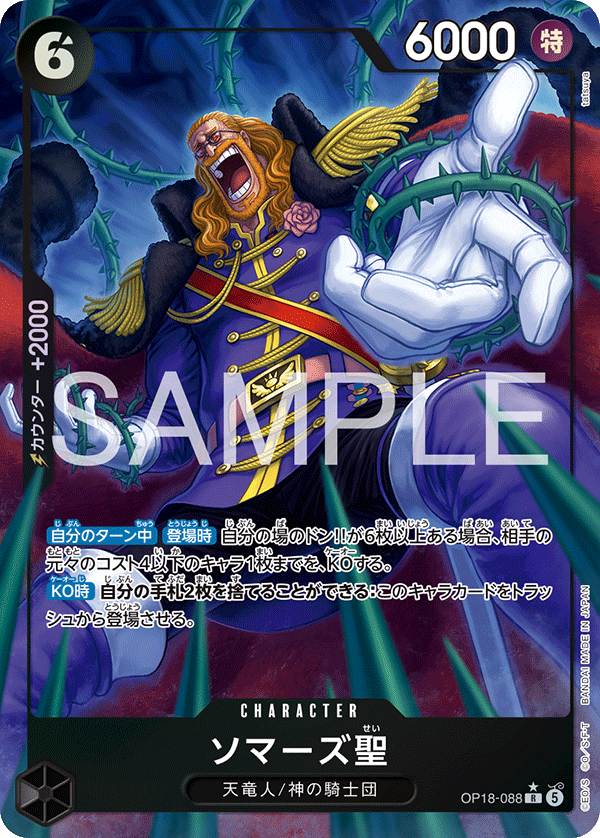 6
6000 特
tatsuya
カウンター +2000
SAMPLE
自分のターン中 登場時 自分の場のドン!!が6枚以上ある場合、相手の
元々のコスト4以下のキャラ1枚までを、KOする。
KO時 自分の手札2枚を捨てることができる:このキャラカードをトラッ
シュから登場させる。
CHARACTER
ソマーズ聖
天竜人/神の騎士団
OP18-088 R 5
©E.O/S ©O/S・F・T BANDAI MADE IN JAPAN